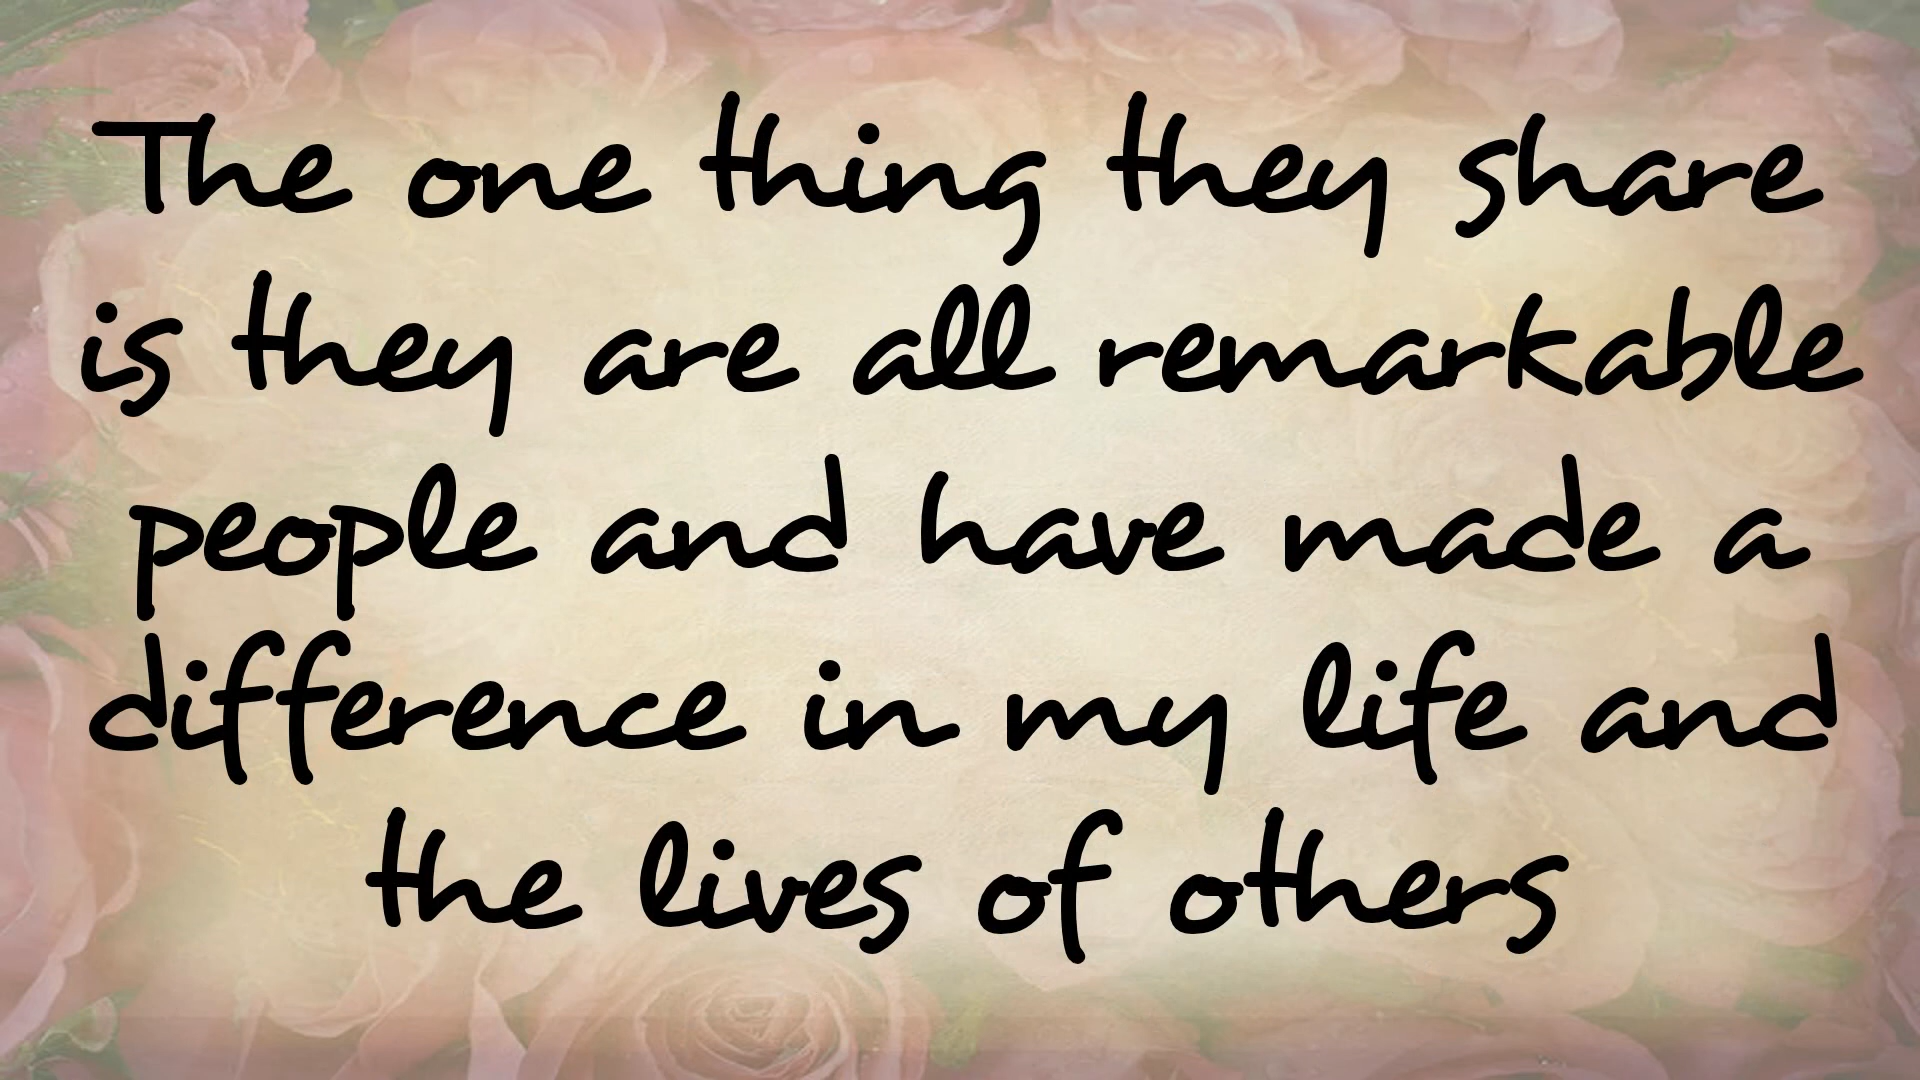 The one thing they share
is they are all remarkable
people and have made a
difference in my life and
the lives of others